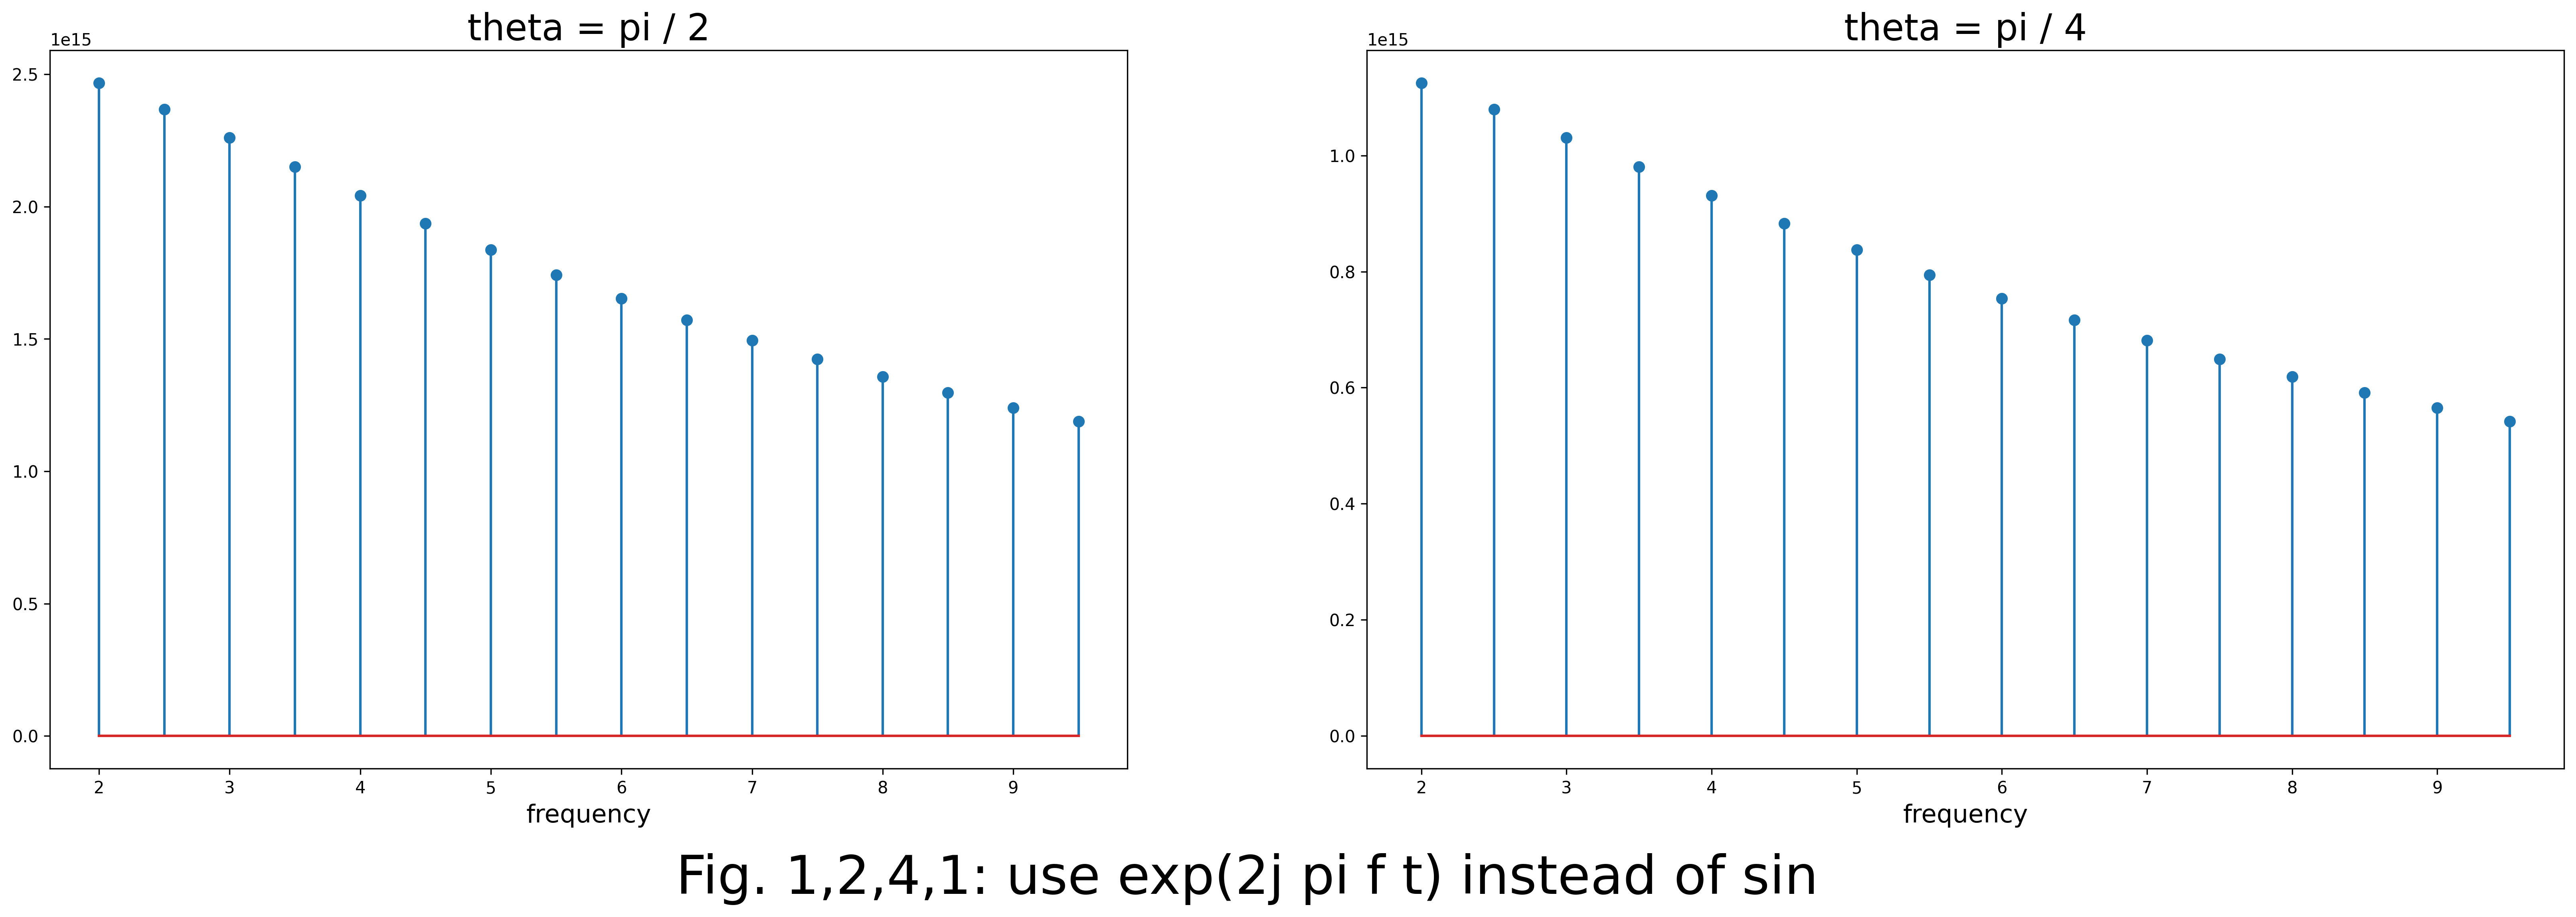 theta = pi / 2
1e15
2.5
2.0
1.5
1.0
0.5
0.0
2 3 4 5 6 7 8 9
frequency
theta = pi / 4
1e15
1.0
0.8
0.6
0.4
0.2
0.0
2 3 4 5 6 7 8 9
frequency
Fig. 1,2,4,1: use exp(2j pi f t) instead of sin